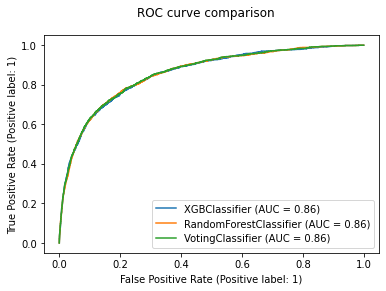 ROC curve comparison
1.0
0.8
0.6
0.4
0.2
0.0
True Positive Rate (Positive label: 1)
XGBClassifier (AUC = 0.86)
RandomForestClassifier (AUC = 0.86)
VotingClassifier (AUC = 0.86)
0.0 0.2 0.4 0.6 0.8 1.0
False Positive Rate (Positive label: 1)